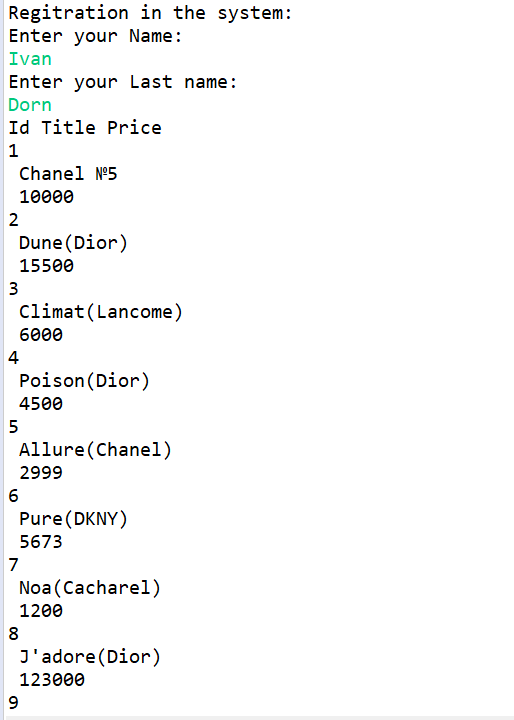 Regitration in the system:
Enter your Name:
Ivan
Enter your Last name:
Dorn
Id Title Price
1
Chanel №5
10000
2
Dune(Dior)
15500
3
Climat(Lancome)
6000
4
Poison(Dior)
4500
5
Allure(Chanel)
2999
6
Pure(DKNY)
5673
7
Noa(Cacharel)
1200
8
J'adore(Dior)
123000
9